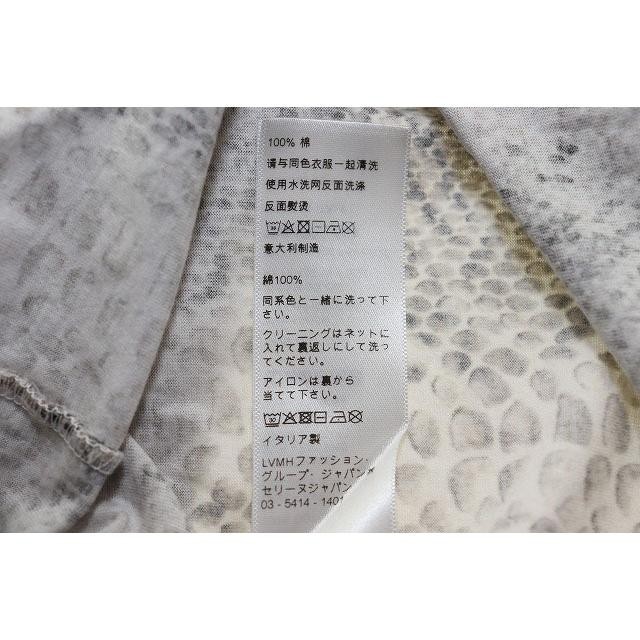 100% 棉
请与同色衣服一起清洗
使用水洗网反面洗涤
反面熨烫
意大利制造
綿100%
同系色と一緒に洗って下
さい。
クリーニングはネットに
入れて裏返しにして洗っ
てください。
アイロンは裏から
当てて下さい。
イタリア製
LVMHファッション・
グループ・ジャパン
セリーヌジャパン
03 - 5414 - 140